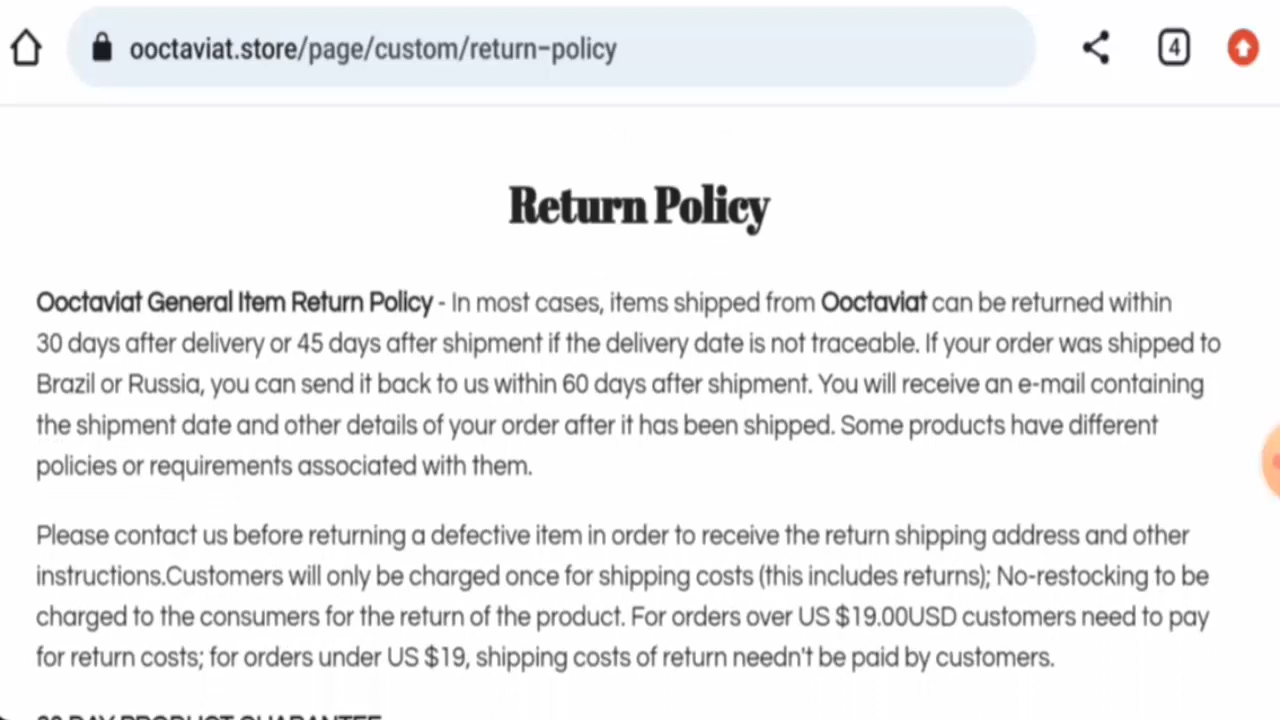 ooctaviat.store/page/custom/return-policy
4
Return Policy
Ooctaviat General Item Return Policy - In most cases, items shipped from Ooctaviat can be returned within
30 days after delivery or 45 days after shipment if the delivery date is not traceable. If your order was shipped to
Brazil or Russia, you can send it back to us within 60 days after shipment. You will receive an e-mail containing
the shipment date and other details of your order after it has been shipped. Some products have different
policies or requirements associated with them.
Please contact us before returning a defective item in order to receive the return shipping address and other
instructions.Customers will only be charged once for shipping costs (this includes returns); No-restocking to be
charged to the consumers for the return of the product. For orders over US $19.00USD customers need to pay
for return costs; for orders under US $19, shipping costs of return needn't be paid by customers.
DAY PRODUCT GUARANTEE